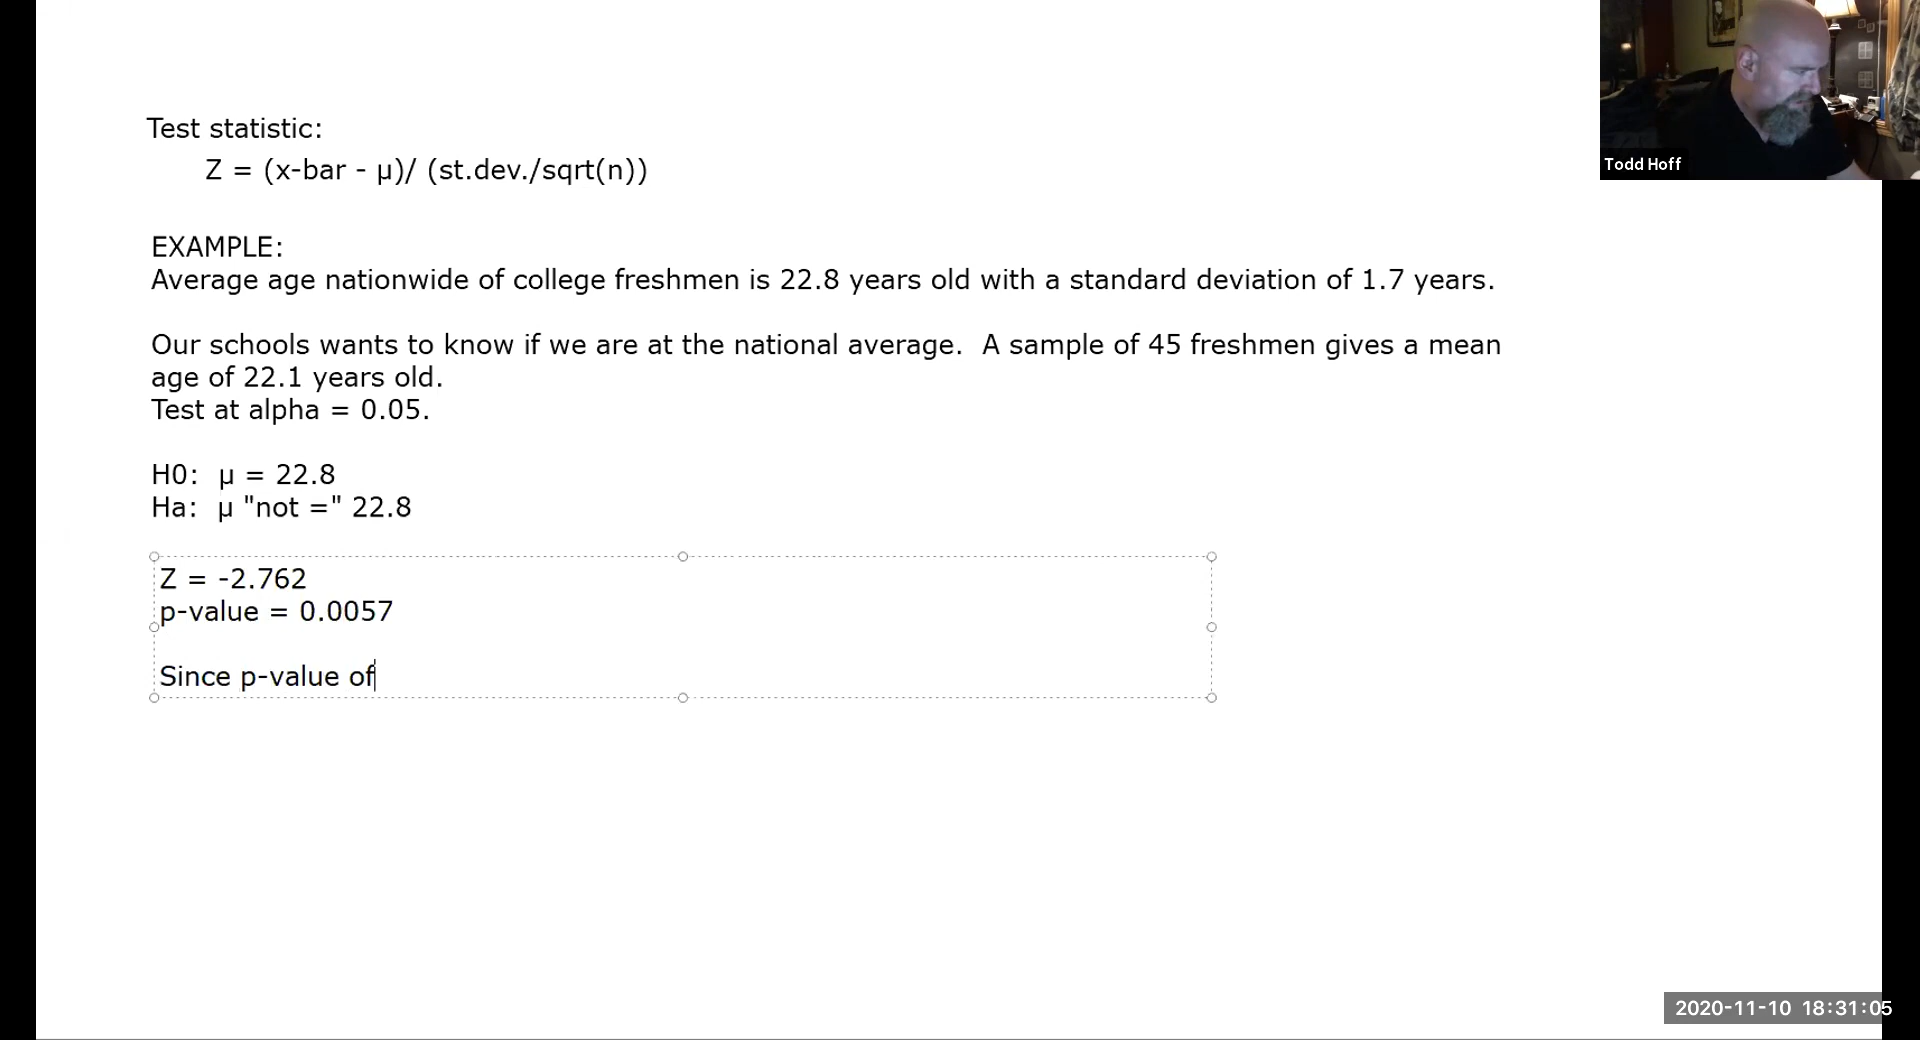 Test statistic:
Z = (x-bar - µ)/ (st.dev./sqrt(n))
Todd Hoff
EXAMPLE:
Average age nationwide of college freshmen is 22.8 years old with a standard deviation of 1.7 years.
Our schools wants to know if we are at the national average.  A sample of 45 freshmen gives a mean
age of 22.1 years old.
Test at alpha = 0.05.
H0:  µ = 22.8
Ha:  µ "not =" 22.8
Z = -2.762
p-value = 0.0057
Since p-value of
2020-11-10 18:31:05